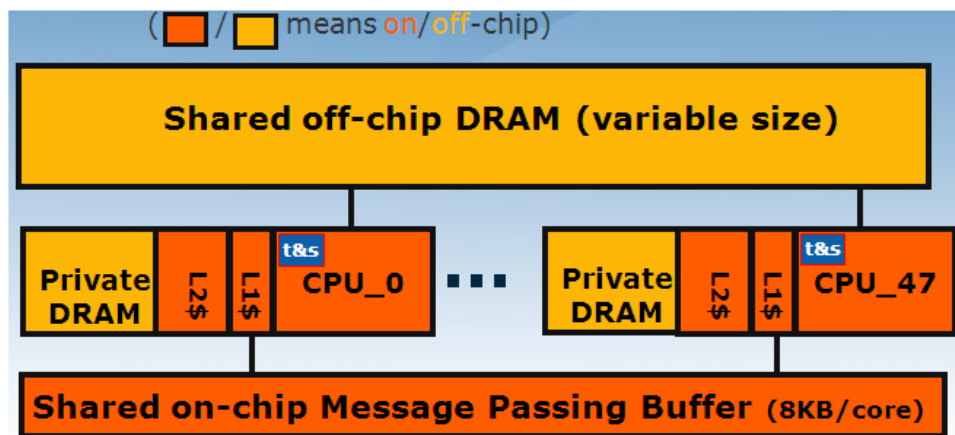 ( / means on/off-chip)
Shared off-chip DRAM (variable size)
Private
DRAM
L2$
L1$
t&s
CPU_0
...
Private
DRAM
L2$
L1$
t&s
CPU_47
Shared on-chip Message Passing Buffer (8KB/core)